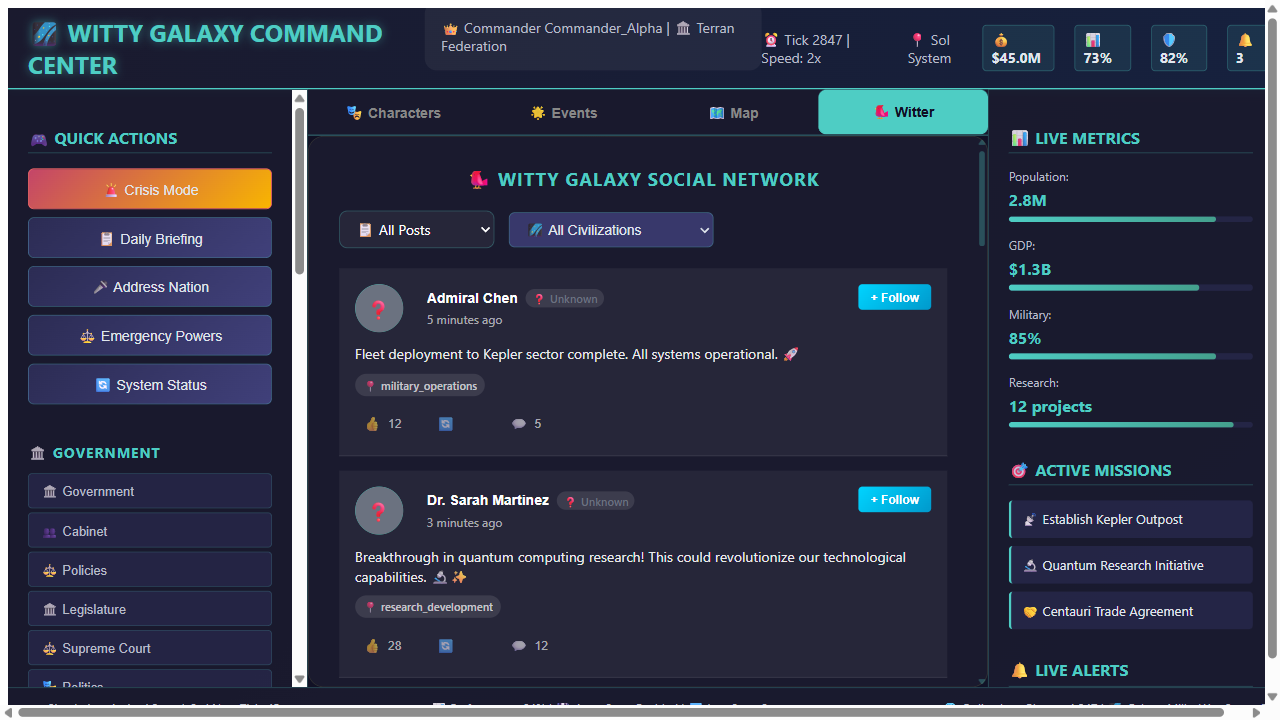 WITTY GALAXY COMMAND
CENTER
Commander Commander_Alpha | Terran
Federation
Tick 2847 |
Speed: 2x
Sol
System
$45.0M
73%
82%
3
QUICK ACTIONS
Crisis Mode
Daily Briefing
Address Nation
Emergency Powers
System Status
GOVERNMENT
Government
Cabinet
Policies
Legislature
Supreme Court
Politics
Characters
Events
Map
Witter
WITTY GALAXY SOCIAL NETWORK
All Posts
All Civilizations
Admiral Chen
Unknown
+ Follow
5 minutes ago
Fleet deployment to Kepler sector complete. All systems operational.
military_operations
12
5
Dr. Sarah Martinez
Unknown
+ Follow
3 minutes ago
Breakthrough in quantum computing research! This could revolutionize our technological
capabilities.
research_development
28
12
LIVE METRICS
Population:
2.8M
GDP:
$1.3B
Military:
85%
Research:
12 projects
ACTIVE MISSIONS
Establish Kepler Outpost
Quantum Research Initiative
Centauri Trade Agreement
LIVE ALERTS